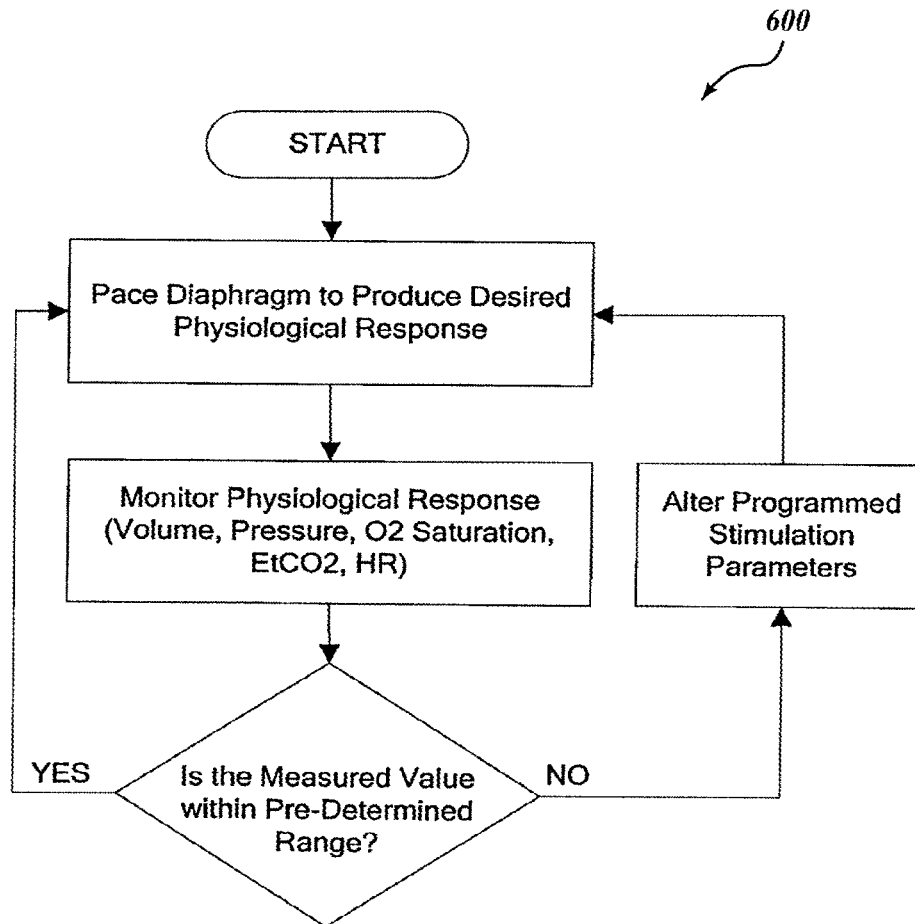 600
START
Pace Diaphragm to Produce Desired
Physiological Response
Monitor Physiological Response
(Volume, Pressure, O2 Saturation,
EtCO2, HR)
Alter Programmed
Stimulation
Parameters
YES
Is the Measured Value
within Pre-Determined
Range?
NO